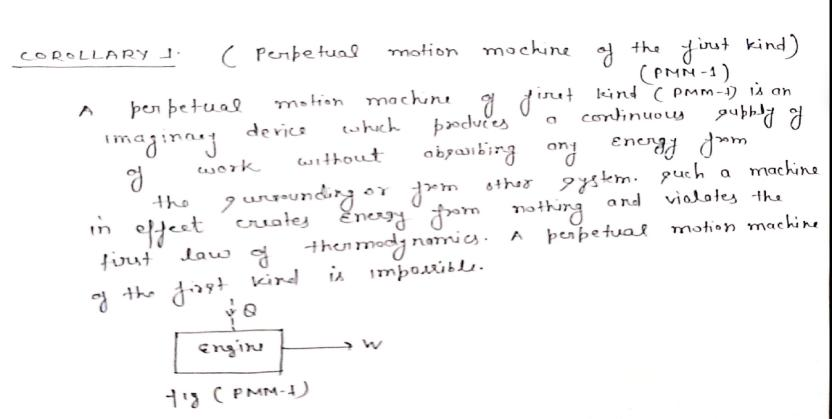 COROLLARY 1. ( Perpetual motion machine of the first kind)
(PMM-1)
A perpetual motion machine of first kind (PMM-1) is an
imaginary device which produces a continuous supply of
of work without absorbing any energy from
the surrounding or from other system. such a machine
in effect creates Energy from nothing and violates the
first law of thermodynamics. A perpetual motion machine
of the first kind is impossible.
Q
Engine
W
fig (PMM-1)